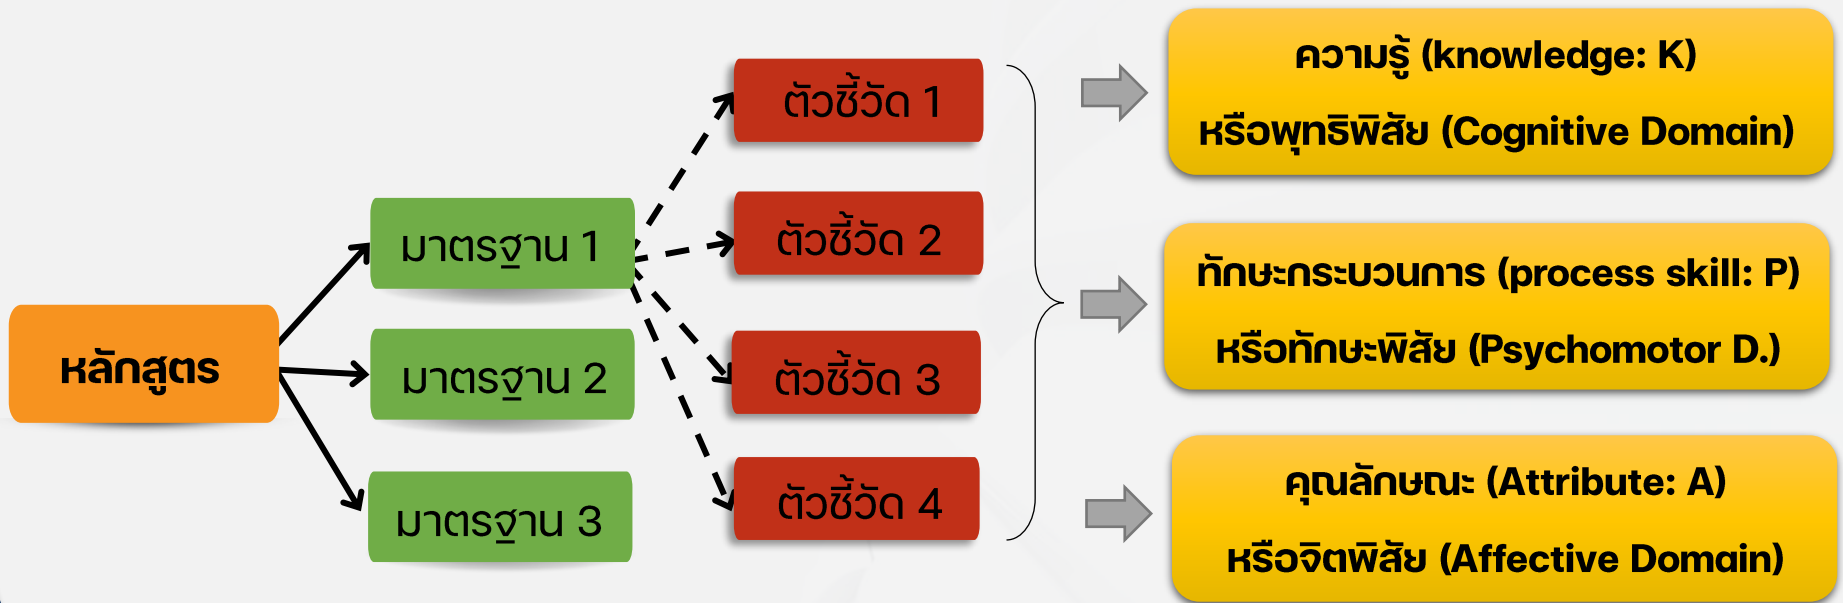 หลักสูตร
มาตรฐาน 1
มาตรฐาน 2
มาตรฐาน 3
ตัวชี้วัด 1
ตัวชี้วัด 2
ตัวชี้วัด 3
ตัวชี้วัด 4
ความรู้ (knowledge: K)
หรือพุทธิพิสัย (Cognitive Domain)
ทักษะกระบวนการ (process skill: P)
หรือทักษะพิสัย (Psychomotor D.)
คุณลักษณะ (Attribute: A)
หรือจิตพิสัย (Affective Domain)